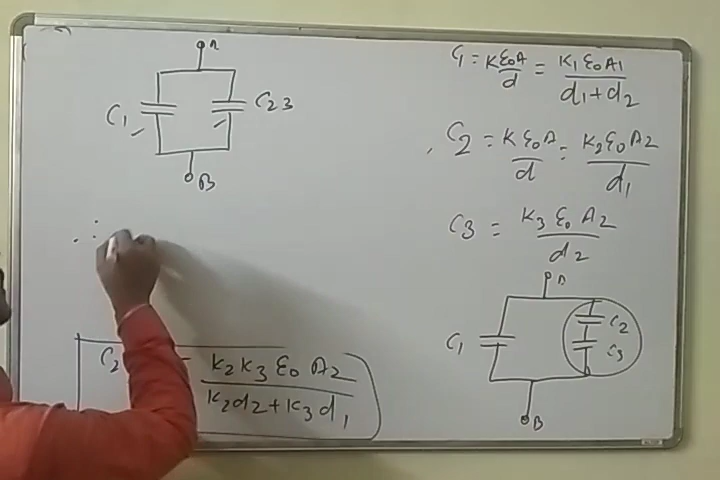 A
C1
C23
B
C1 = Kε0A/d = K1ε0A1/d1+d2
C2 = Kε0A/d = K2ε0A2/d1
C3 = K3ε0A2/d2
∴
C1
C2
C3
B
K2K3ε0A2/K2d2+K3d1